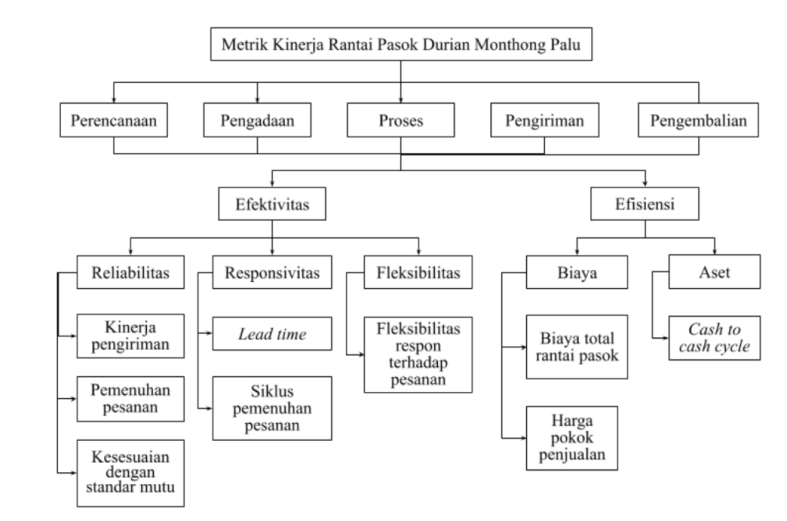 Metrik Kinerja Rantai Pasok Durian Monthong Palu
Perencanaan
Pengadaan
Proses
Pengiriman
Pengembalian
Efektivitas
Efisiensi
Reliabilitas
Responsivitas
Fleksibilitas
Biaya
Aset
Kinerja
pengiriman
Pemenuhan
pesanan
Kesesuaian
dengan
standar mutu
Lead time
Siklus
pemenuhan
pesanan
Fleksibilitas
respon
terhadap
pesanan
Biaya total
rantai pasok
Harga
pokok
penjualan
Cash to
cash cycle